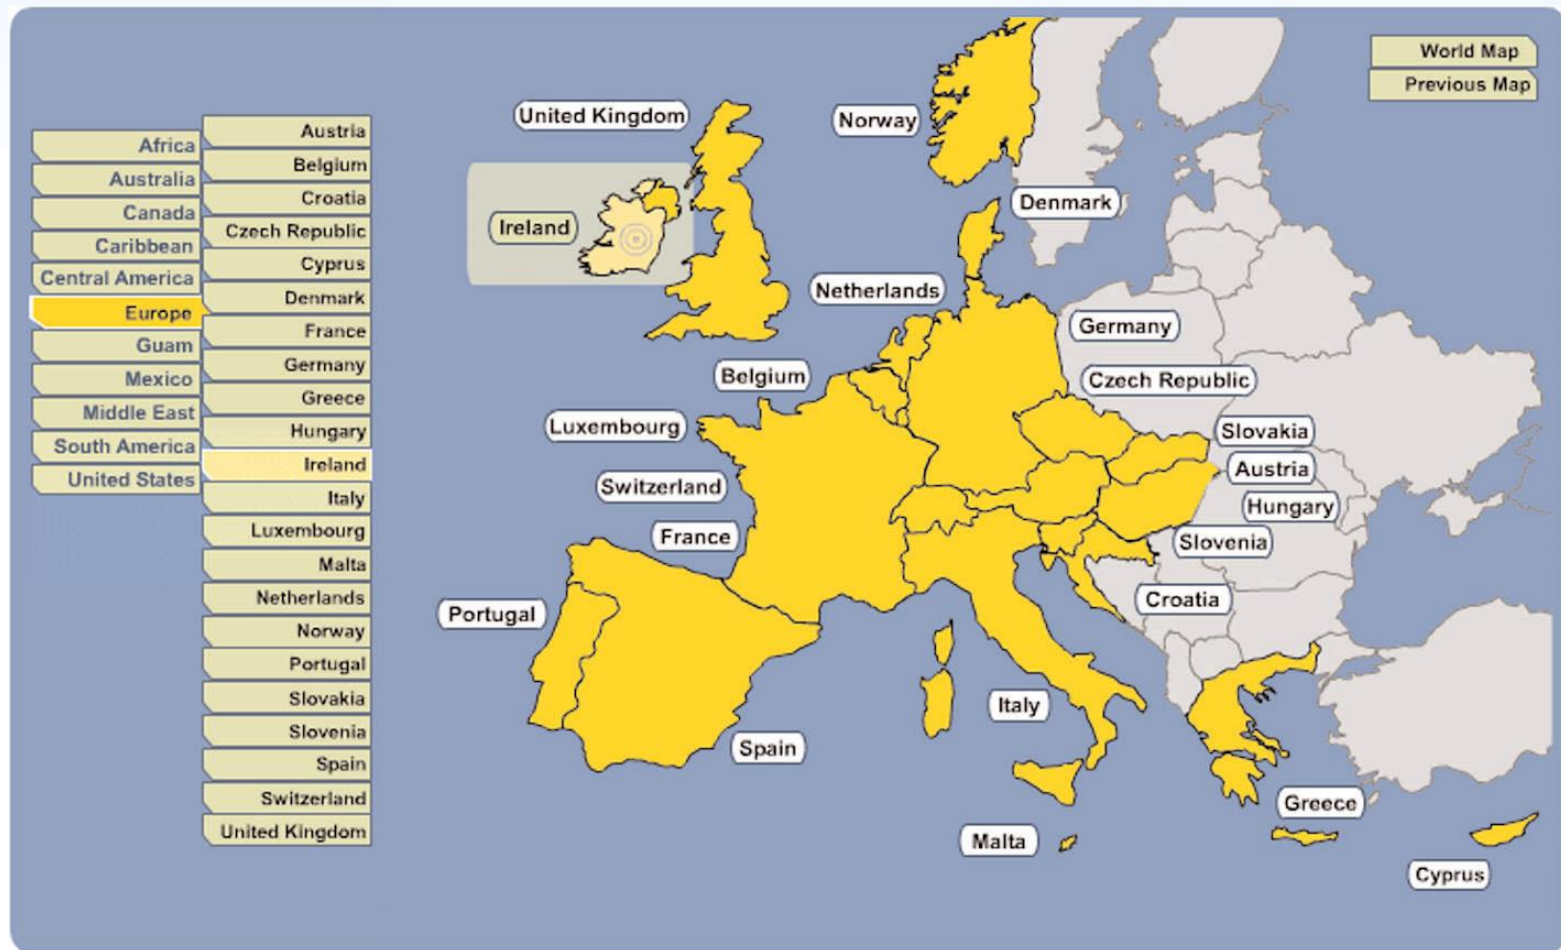 World Map
Previous Map
Africa
Australia
Canada
Caribbean
Central America
Europe
Guam
Mexico
Middle East
South America
United States
Austria
Belgium
Croatia
Czech Republic
Cyprus
Denmark
France
Germany
Greece
Hungary
Ireland
Italy
Luxembourg
Malta
Netherlands
Norway
Portugal
Slovakia
Slovenia
Spain
Switzerland
United Kingdom
United Kingdom
Norway
Denmark
Ireland
Netherlands
Germany
Belgium
Czech Republic
Luxembourg
Slovakia
Austria
Switzerland
Hungary
France
Slovenia
Croatia
Portugal
Italy
Spain
Greece
Malta
Cyprus